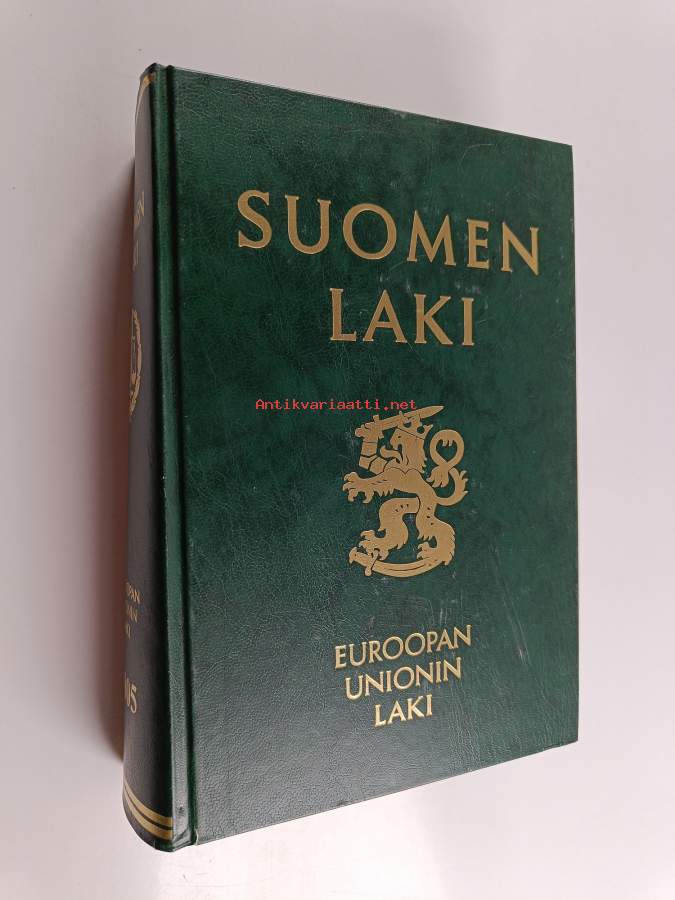 SUOMEN
LAKI
Antikvariaatti.net
EUROOPAN
UNIONIN
LAKI